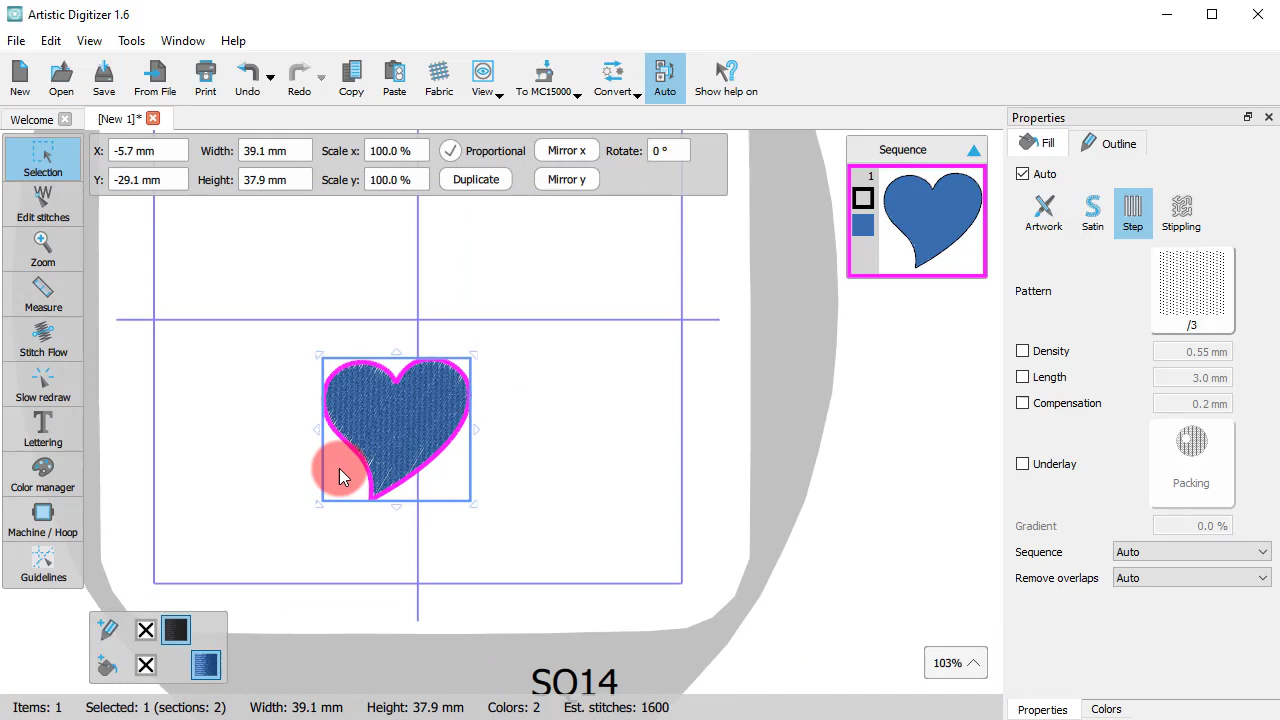 Artistic Digitizer 1.6
File Edit View Tools Window Help
New Open Save From File Print Undo Redo Copy Paste Fabric View To MC15000 Convert Auto Show help on
Welcome [New 1]*
Properties
X: -5.7 mm Width: 39.1 mm Scale x: 100.0 % Proportional Mirror x Rotate: 0 °
Y: -29.1 mm Height: 37.9 mm Scale y: 100.0 % Duplicate Mirror y
Selection
Edit stitches
Zoom
Measure
Stitch Flow
Slow redraw
Lettering
Color manager
Machine / Hoop
Guidelines
Sequence
1
Fill Outline
Auto
Artwork Satin Step Stippling
Pattern
/3
Density 0.55 mm
Length 3.0 mm
Compensation 0.2 mm
Underlay
Packing
Gradient 0.0 %
Sequence Auto
Remove overlaps Auto
SQ14
103%
Items: 1 Selected: 1 (sections: 2) Width: 39.1 mm Height: 37.9 mm Colors: 2 Est. stitches: 1600
Properties Colors